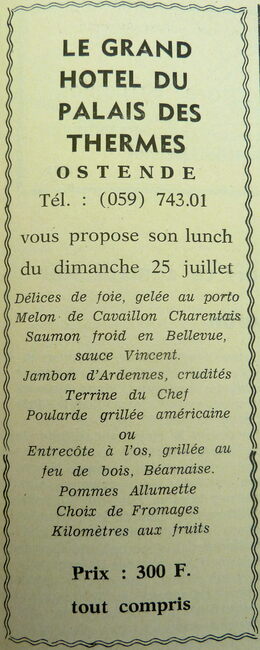 LE GRAND
HOTEL DU
PALAIS DES
THERMES
OSTENDE
Tél. : (059) 743.01
vous propose son lunch
du dimanche 25 juillet
Délices de foie, gelée au porto
Melon de Cavaillon Charentais
Saumon froid en Bellevue,
sauce Vincent.
Jambon d'Ardennes, crudités
Terrine du Chef
Poularde grillée américaine
ou
Entrecôte à l'os, grillée au
feu de bois, Béarnaise.
Pommes Allumette
Choix de Fromages
Kilomètres aux fruits
Prix : 300 F.
tout compris